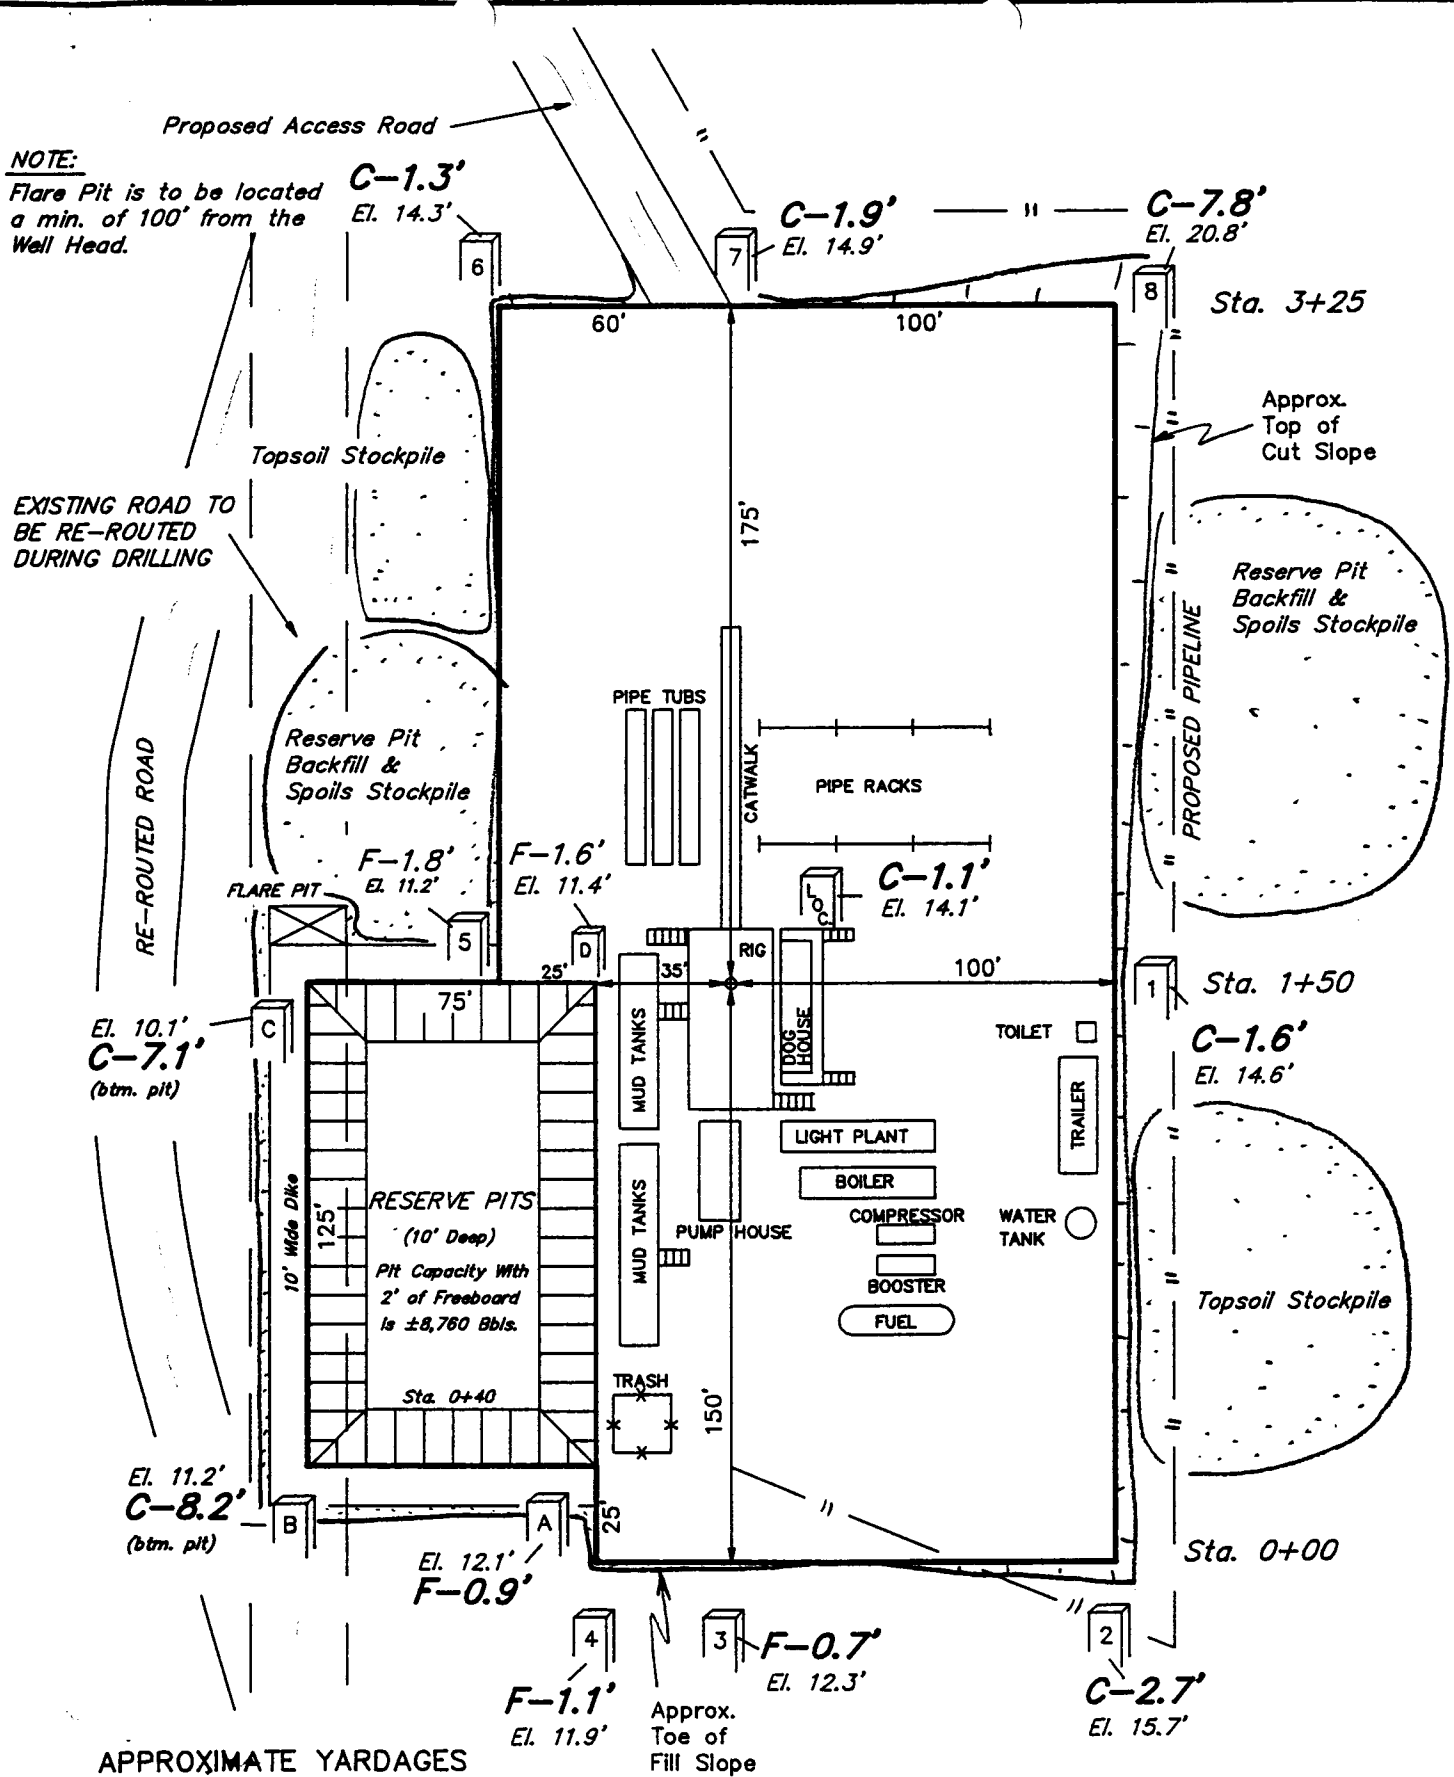 Proposed Access Road
NOTE:
Flare Pit is to be located
a min. of 100' from the
Well Head.
C-1.3'
El. 14.3'
6
C-1.9'
El. 14.9'
7
C-7.8'
El. 20.8'
8
Sta. 3+25
60'
100'
Approx.
Top of
Cut Slope
Topsoil Stockpile
EXISTING ROAD TO
BE RE-ROUTED
DURING DRILLING
175'
Reserve Pit
Backfill &
Spoils Stockpile
PROPOSED PIPELINE
RE-ROUTED ROAD
Reserve Pit
Backfill &
Spoils Stockpile
PIPE TUBS
CATWALK
PIPE RACKS
F-1.8'
El. 11.2'
5
F-1.6'
El. 11.4'
D
FLARE PIT
LOC.
C-1.1'
El. 14.1'
RIG
25'
35'
100'
1
Sta. 1+50
C-1.6'
El. 14.6'
75'
C
El. 10.1'
C-7.1'
(btm. pit)
MUD TANKS
DOG
HOUSE
TOILET
TRAILER
LIGHT PLANT
BOILER
COMPRESSOR
BOOSTER
FUEL
WATER
TANK
PUMP HOUSE
MUD TANKS
10' Wide Dike
125'
RESERVE PITS
(10' Deep)
Pit Capacity With
2' of Freeboard
is ±8,760 Bbls.
Sta. 0+40
TRASH
150'
Topsoil Stockpile
El. 11.2'
C-8.2'
(btm. pit)
B
A
25'
El. 12.1'
F-0.9'
Sta. 0+00
4
F-1.1'
El. 11.9'
Approx.
Toe of
Fill Slope
3
F-0.7'
El. 12.3'
2
C-2.7'
El. 15.7'
APPROXIMATE YARDAGES